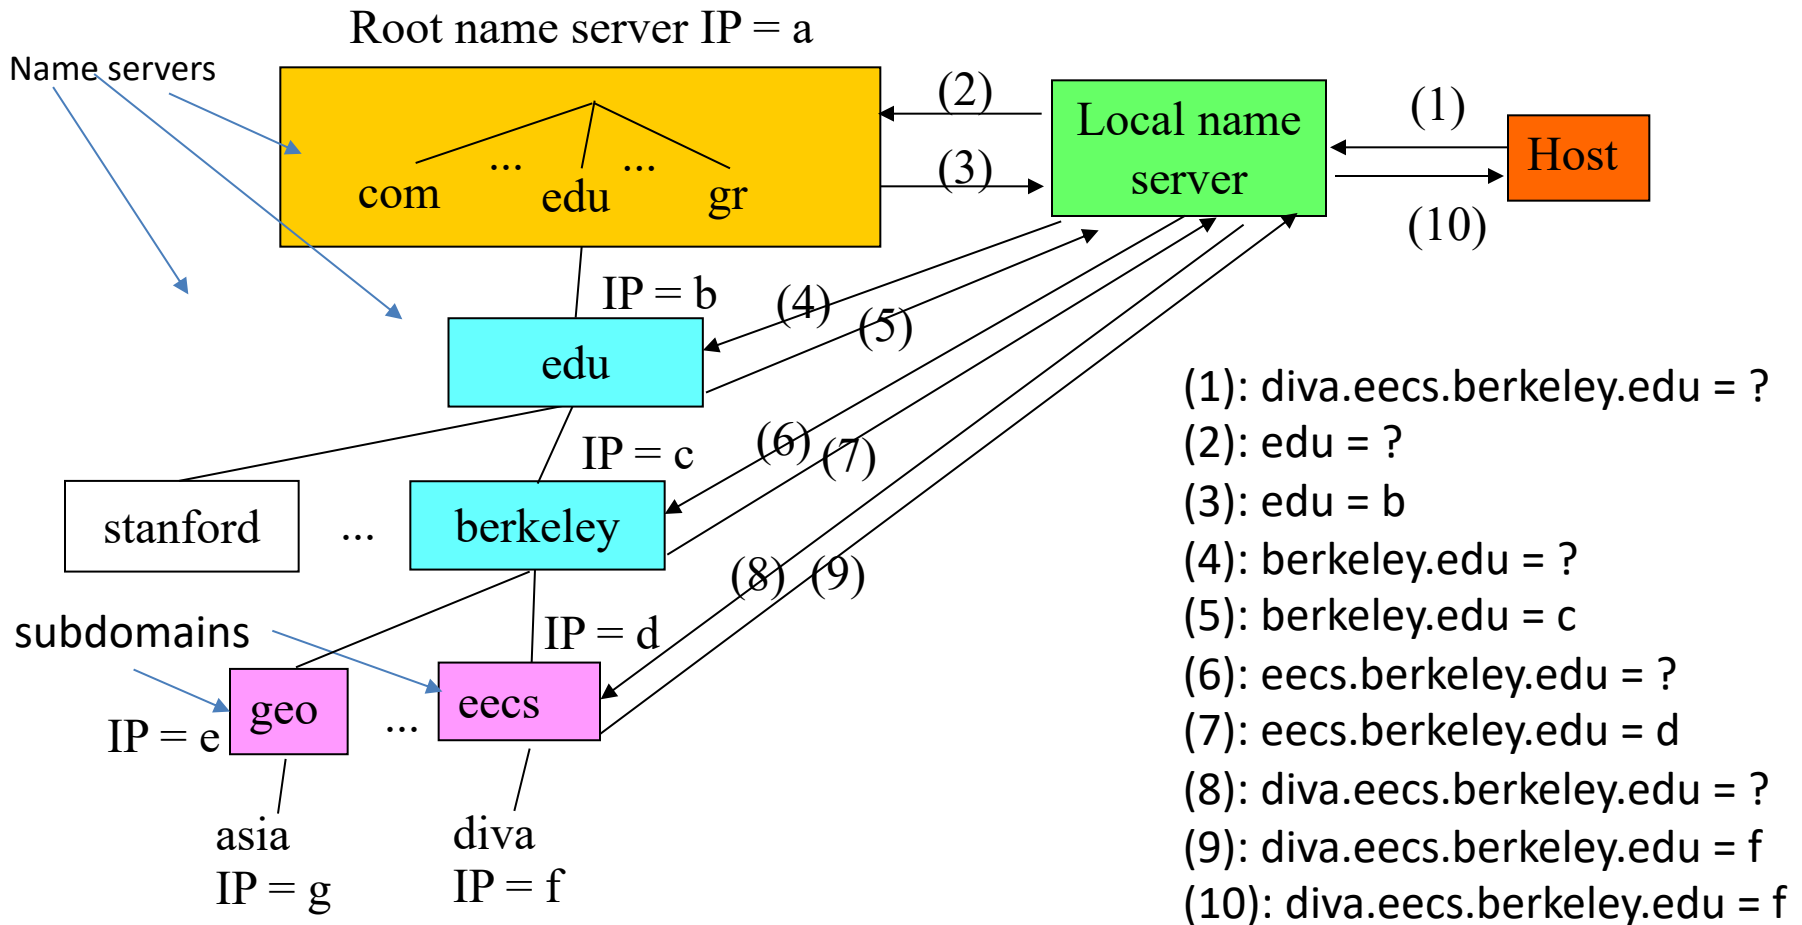 Root name server IP = a
Name servers
com
...
edu
...
gr
(2)
(3)
Local name
server
(1)
(10)
Host
IP = b
(4)
(5)
edu
IP = c
(6)
(7)
stanford
...
berkeley
(8)
(9)
subdomains
IP = d
geo
...
eecs
IP = e
asia
IP = g
diva
IP = f
(1): diva.eecs.berkeley.edu = ?
(2): edu = ?
(3): edu = b
(4): berkeley.edu = ?
(5): berkeley.edu = c
(6): eecs.berkeley.edu = ?
(7): eecs.berkeley.edu = d
(8): diva.eecs.berkeley.edu = ?
(9): diva.eecs.berkeley.edu = f
(10): diva.eecs.berkeley.edu = f